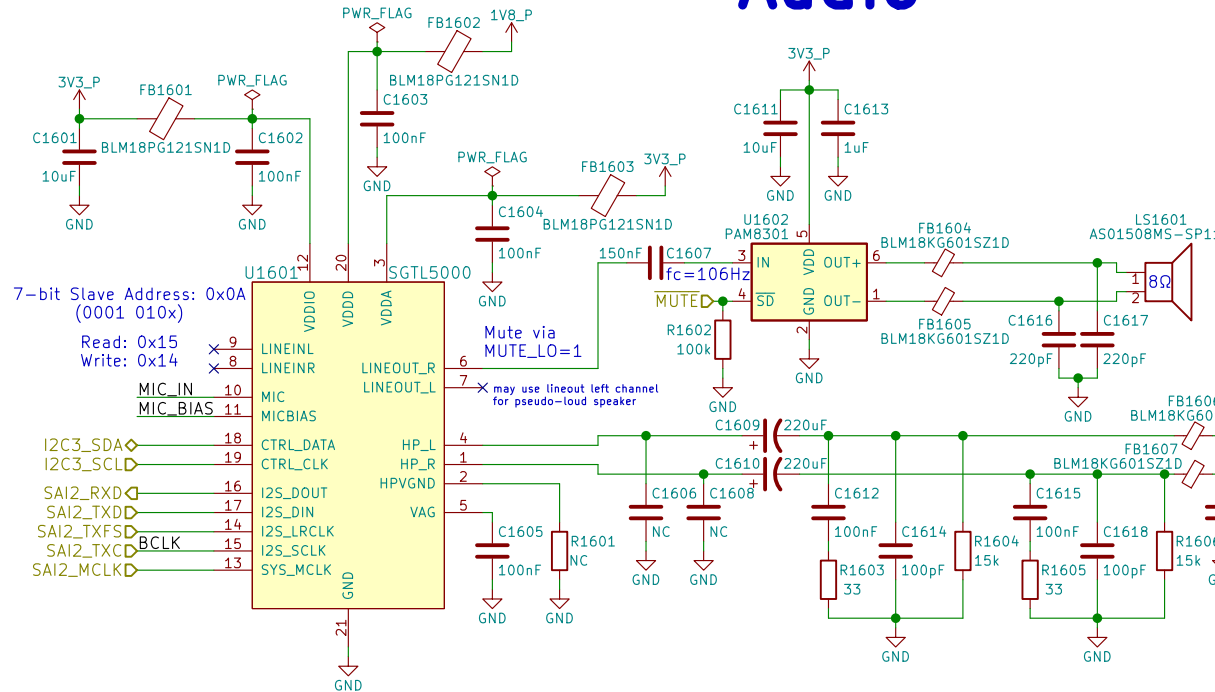 Audio
PWR_FLAG
FB1602
1V8_P
BLM18PG121SN1D
C1603
100nF
GND
3V3_P
FB1601
PWR_FLAG
C1601
BLM18PG121SN1D
C1602
10uF
100nF
GND
GND
PWR_FLAG
FB1603
3V3_P
C1604
BLM18PG121SN1D
100nF
GND
3V3_P
C1611
C1613
10uF
1uF
GND
GND
U1602
PAM8301
5
150nF
C1607
fc=106Hz
3
IN
VDD
OUT+
6
MUTE
4
SD
GND
OUT-
1
2
GND
R1602
100k
GND
FB1604
BLM18KG601SZ1D
FB1605
BLM18KG601SZ1D
LS1601
AS01508MS-SP11
1
8Ω
2
C1616
C1617
220pF
220pF
GND
U1601
12
20
3
SGTL5000
7-bit Slave Address: 0x0A
(0001 010x)
Read: 0x15
Write: 0x14
VDDIO
VDDD
VDDA
9
LINEINL
8
LINEINR
MIC_IN
10
MIC
MIC_BIAS
11
MICBIAS
I2C3_SDA
18
CTRL_DATA
I2C3_SCL
19
CTRL_CLK
SAI2_RXD
16
I2S_DOUT
SAI2_TXD
17
I2S_DIN
SAI2_TXFS
14
I2S_LRCLK
SAI2_TXC
BCLK
15
I2S_SCLK
SAI2_MCLK
13
SYS_MCLK
GND
21
GND
LINEOUT_R
6
LINEOUT_L
7
HP_L
4
HP_R
1
HPVGND
2
VAG
5
Mute via
MUTE_LO=1
may use lineout left channel
for pseudo-loud speaker
C1605
100nF
GND
R1601
NC
GND
C1609
220uF
+
C1610
220uF
+
C1606
NC
GND
C1608
NC
GND
C1612
100nF
R1603
33
C1614
100pF
R1604
15k
GND
FB1606
BLM18KG60
FB1607
BLM18KG601SZ1D
C1615
100nF
R1605
33
C1618
100pF
R1606
15k
GND